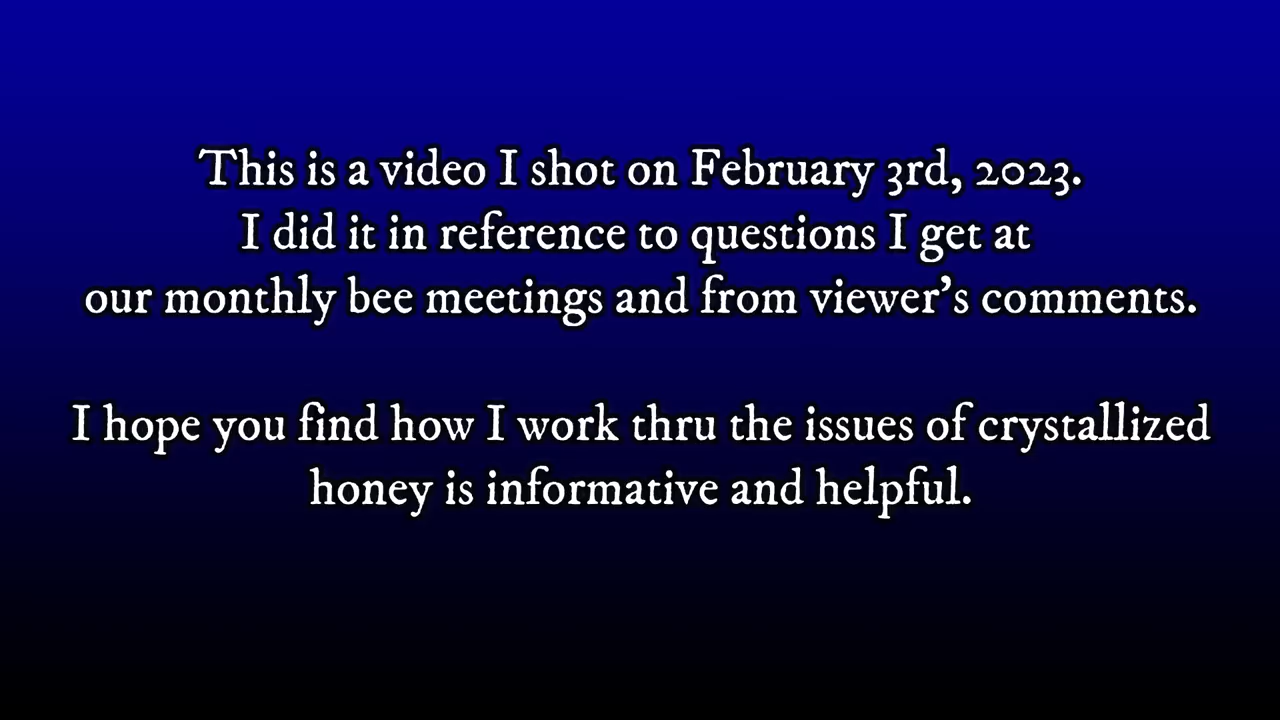 This is a video I shot on February 3rd, 2023.
I did it in reference to questions I get at
our monthly bee meetings and from viewer's comments.
I hope you find how I work thru the issues of crystallized
honey is informative and helpful.